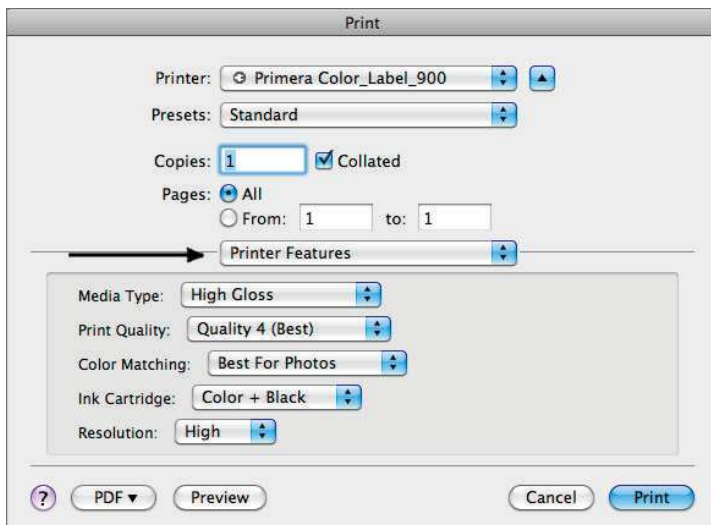 Print
Printer: Primera Color_Label_900
Presets: Standard
Copies: 1 Collated
Pages: All
From: 1 to: 1
Printer Features
Media Type: High Gloss
Print Quality: Quality 4 (Best)
Color Matching: Best For Photos
Ink Cartridge: Color + Black
Resolution: High
? PDF Preview Cancel Print